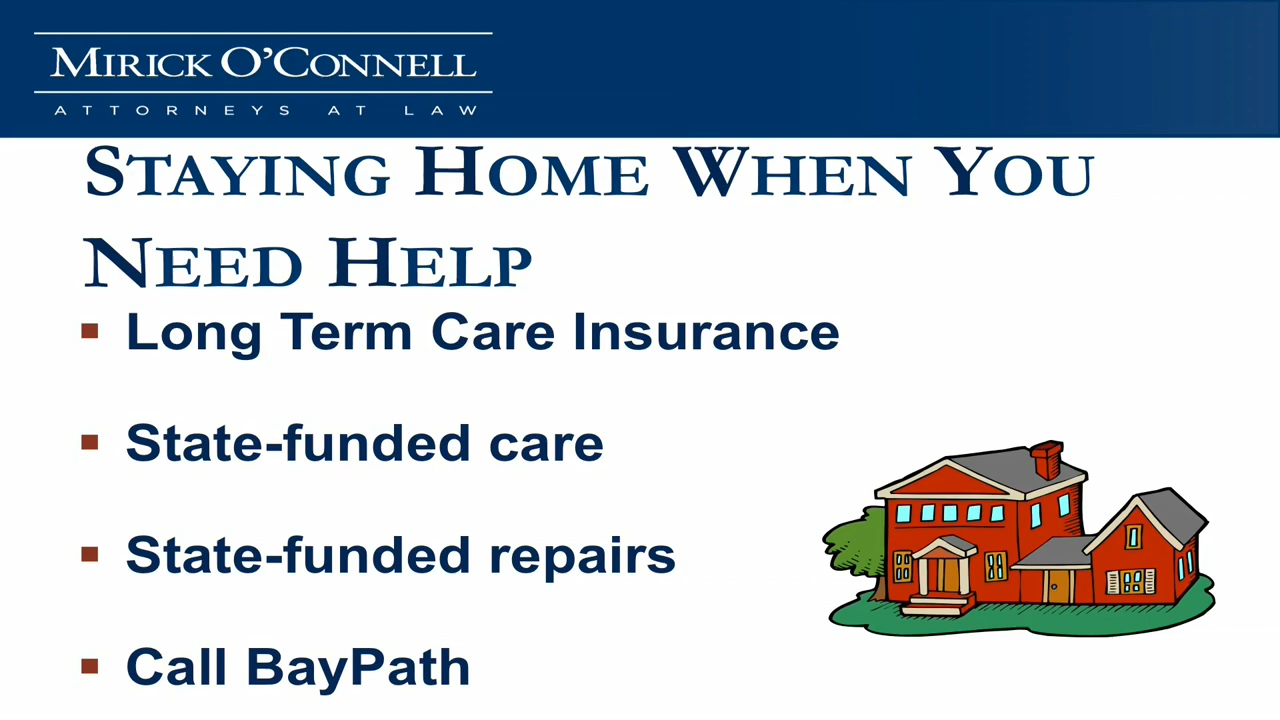 MIRICK O'CONNELL
ATTORNEYS AT LAW
STAYING HOME WHEN YOU
NEED HELP
Long Term Care Insurance
State-funded care
State-funded repairs
Call BayPath